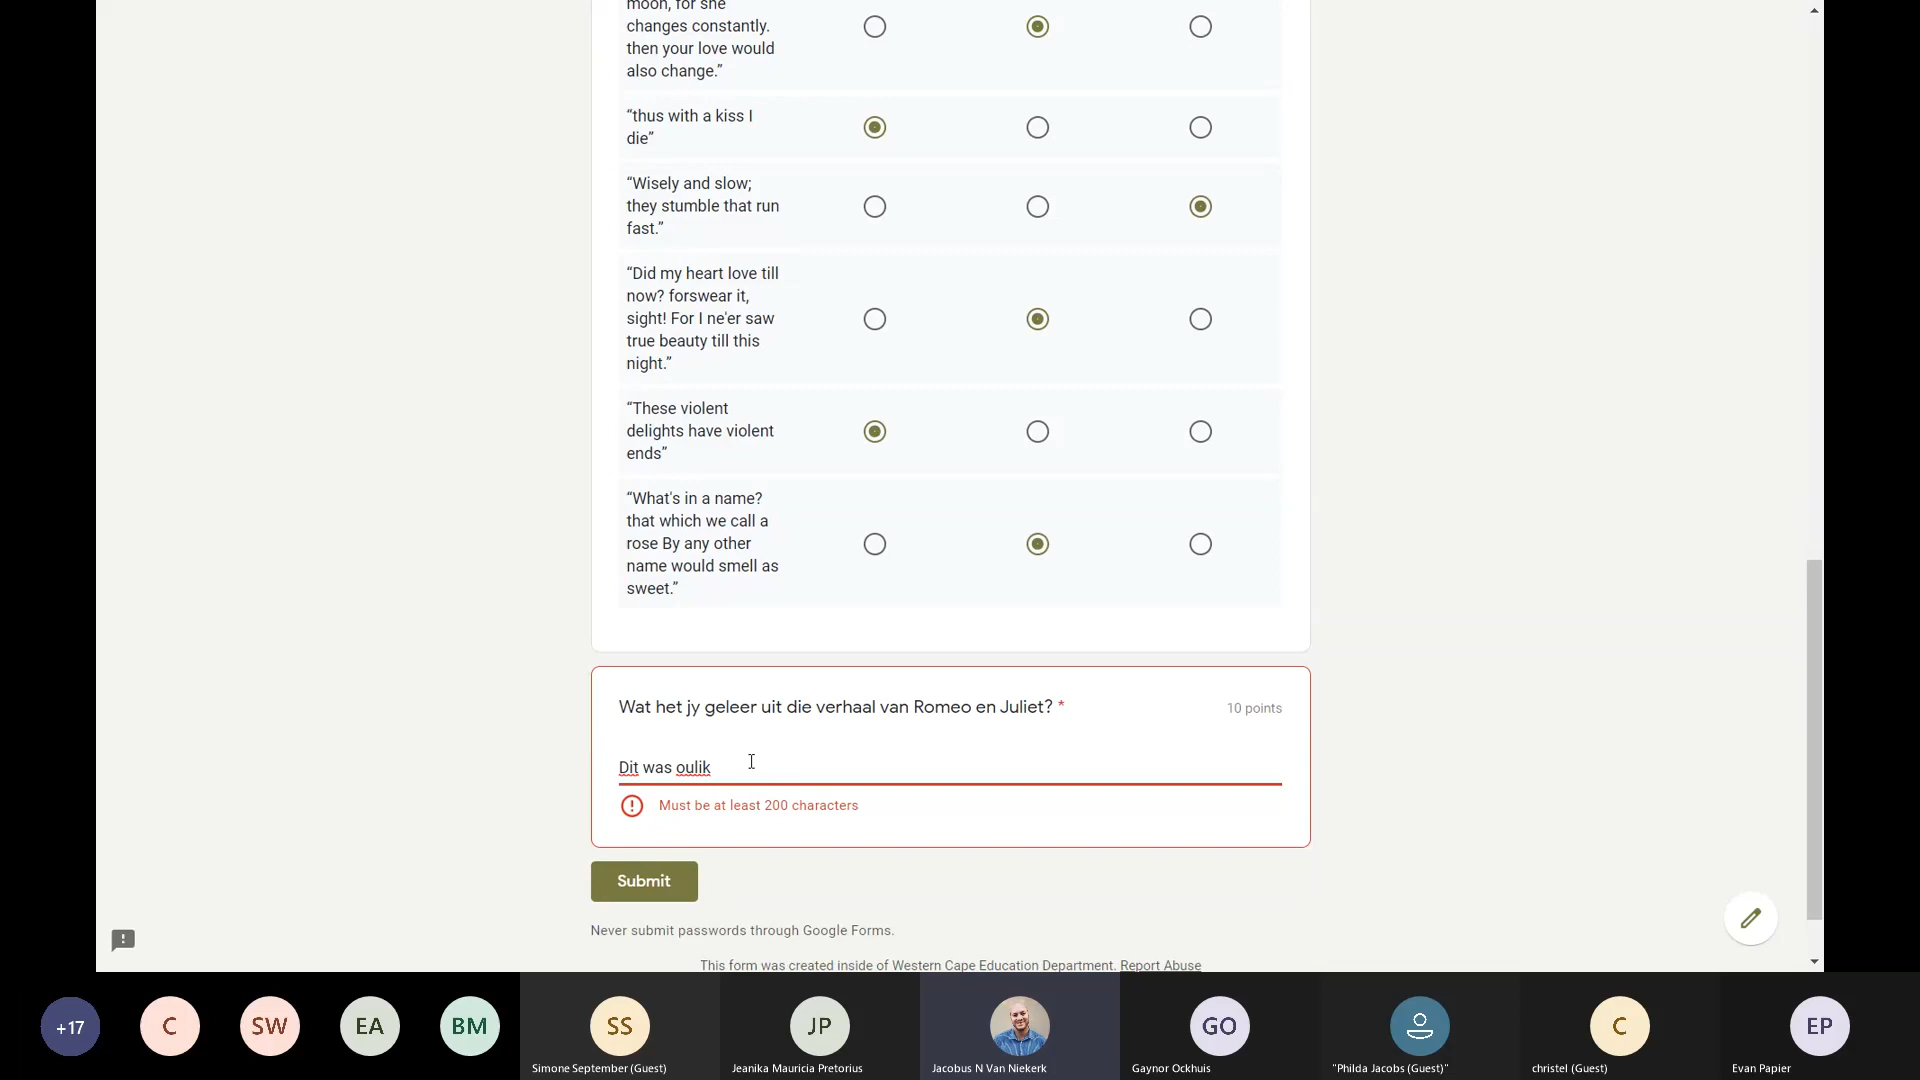 moon, for she
changes constantly.
then your love would
also change.”
“thus with a kiss I
die”
“Wisely and slow;
they stumble that run
fast.”
“Did my heart love till
now? forswear it,
sight! For I ne'er saw
true beauty till this
night.”
“These violent
delights have violent
ends”
“What's in a name?
that which we call a
rose By any other
name would smell as
sweet.”
Wat het jy geleer uit die verhaal van Romeo en Juliet? *
10 points
Dit was oulik
Must be at least 200 characters
Submit
Never submit passwords through Google Forms.
This form was created inside of Western Cape Education Department. Report Abuse
+17
C
SW
EA
BM
SS
JP
GO
C
EP
Simone September (Guest)
Jeanika Mauricia Pretorius
Jacobus N Van Niekerk
Gaynor Ockhuis
"Philda Jacobs (Guest)"
christel (Guest)
Evan Papier